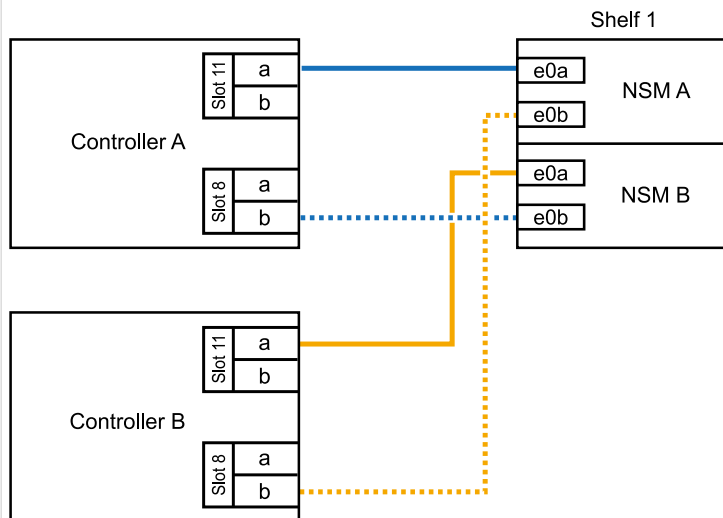 Shelf 1
Controller A
Slot 11
a
b
Slot 8
a
b
e0a
e0b
NSM A
e0a
e0b
NSM B
Controller B
Slot 11
a
b
Slot 8
a
b